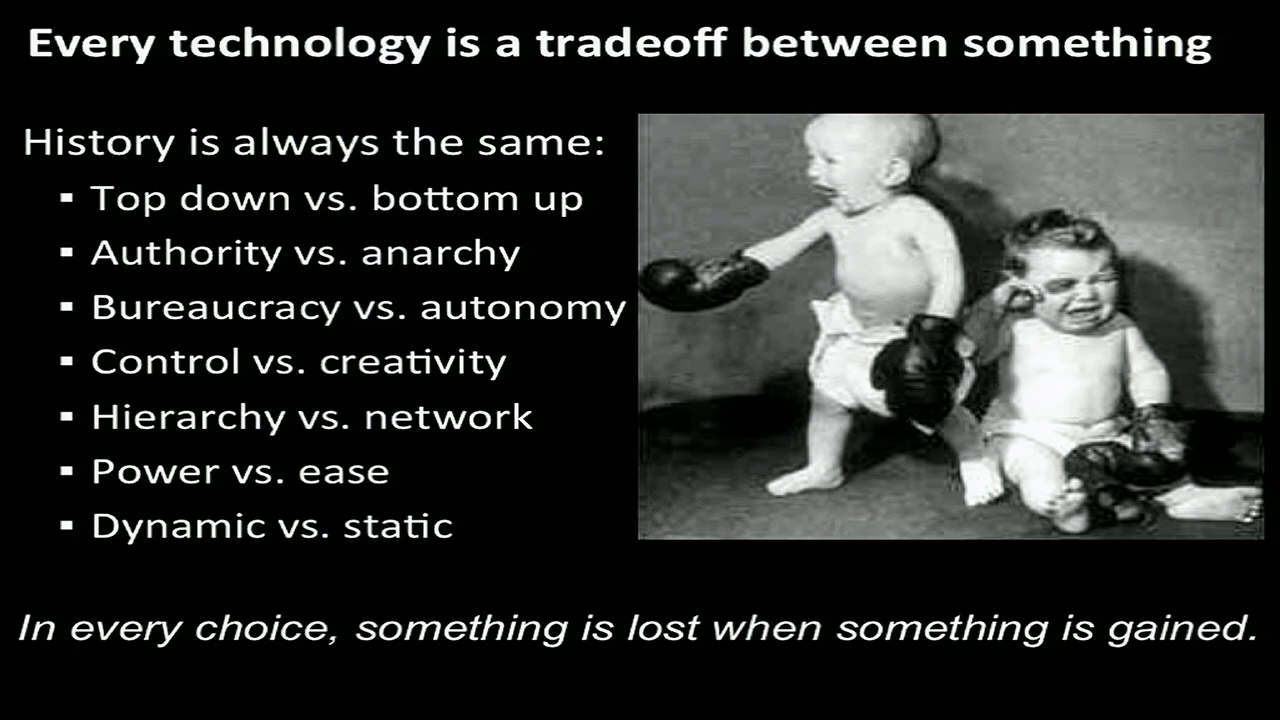 Every technology is a tradeoff between something
History is always the same:
▪ Top down vs. bottom up
▪ Authority vs. anarchy
▪ Bureaucracy vs. autonomy
▪ Control vs. creativity
▪ Hierarchy vs. network
▪ Power vs. ease
▪ Dynamic vs. static
In every choice, something is lost when something is gained.